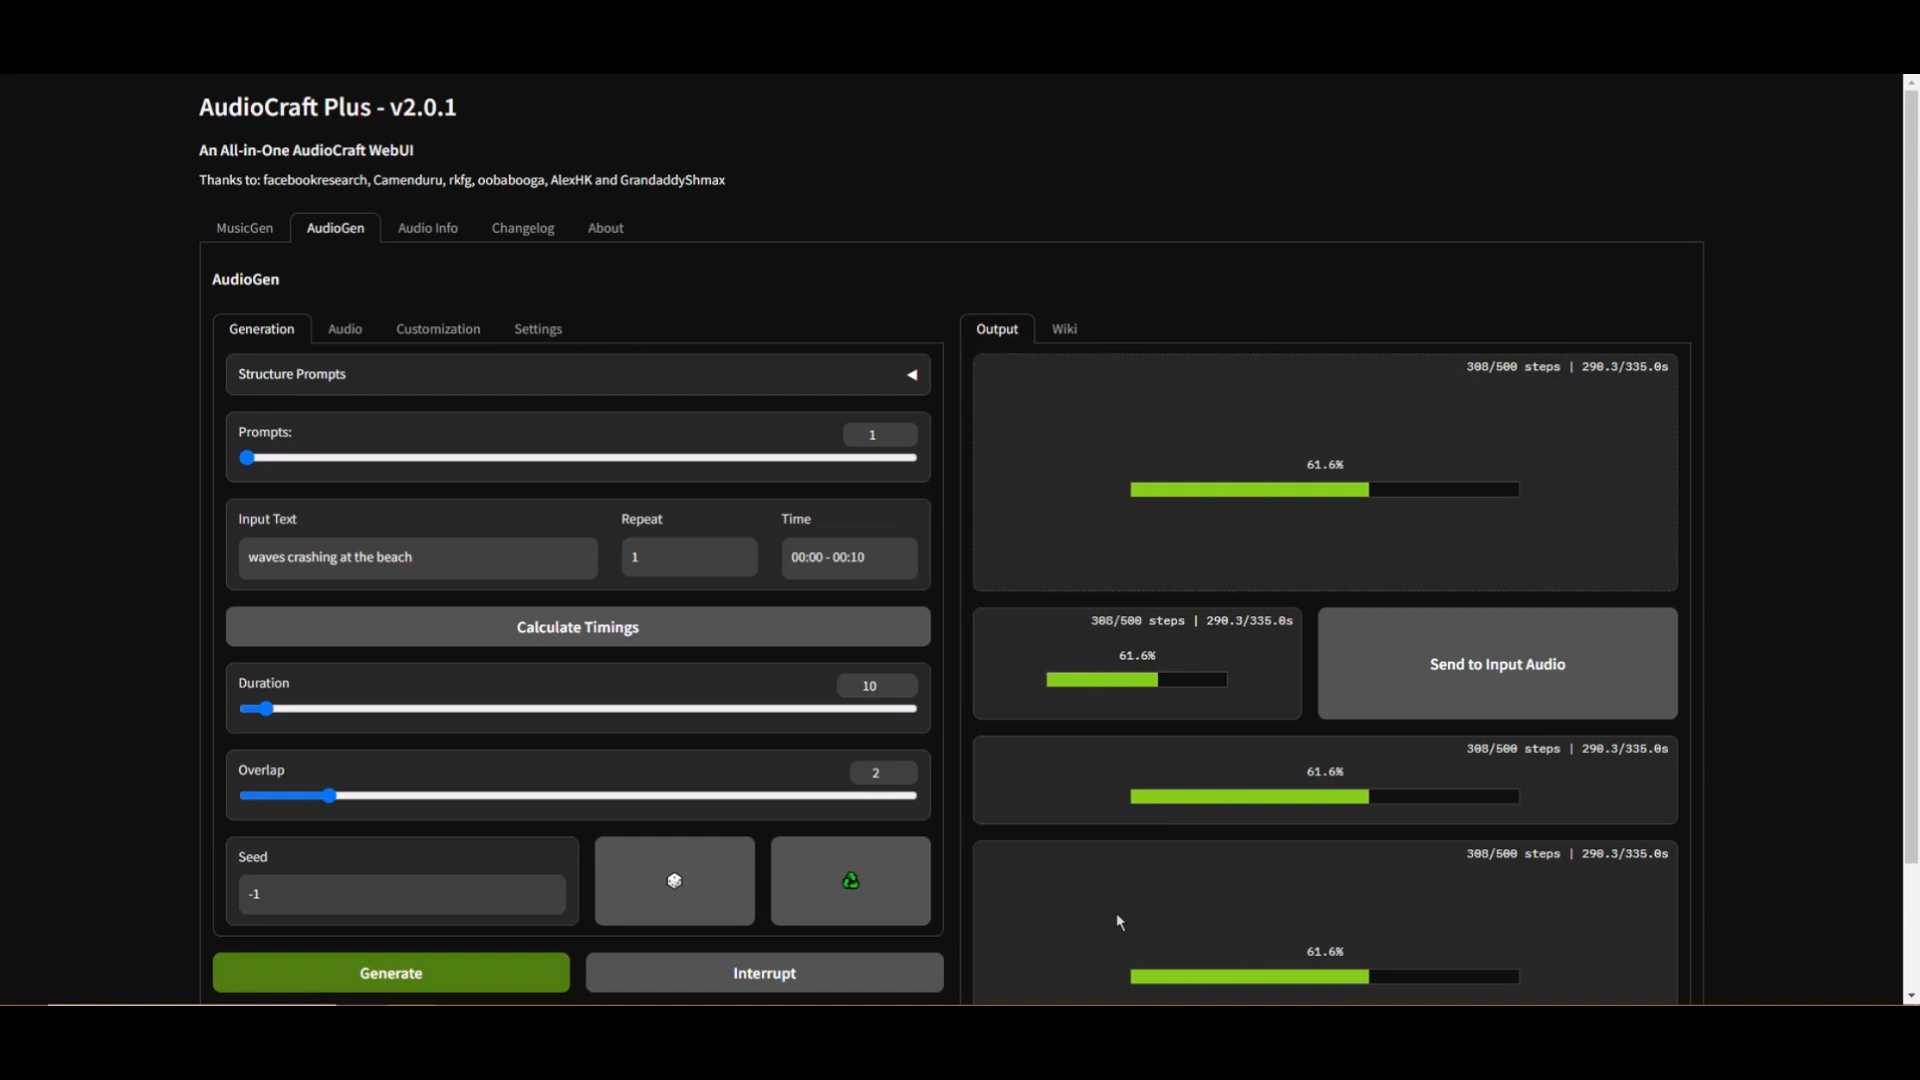 AudioCraft Plus - v2.0.1
An All-in-One AudioCraft WebUI
Thanks to: facebookresearch, Camenduru, rkfg, oobabooga, AlexHK and GrandaddyShmax
MusicGen AudioGen Audio Info Changelog About
AudioGen
Generation Audio Customization Settings
Structure Prompts
Prompts: 1
Input Text Repeat Time
waves crashing at the beach 1 00:00 - 00:10
Calculate Timings
Duration 10
Overlap 2
Seed
-1
Generate Interrupt
Output Wiki
308/500 steps | 290.3/335.0s
61.6%
308/500 steps | 290.3/335.0s
61.6%
Send to Input Audio
308/500 steps | 290.3/335.0s
61.6%
308/500 steps | 290.3/335.0s
61.6%